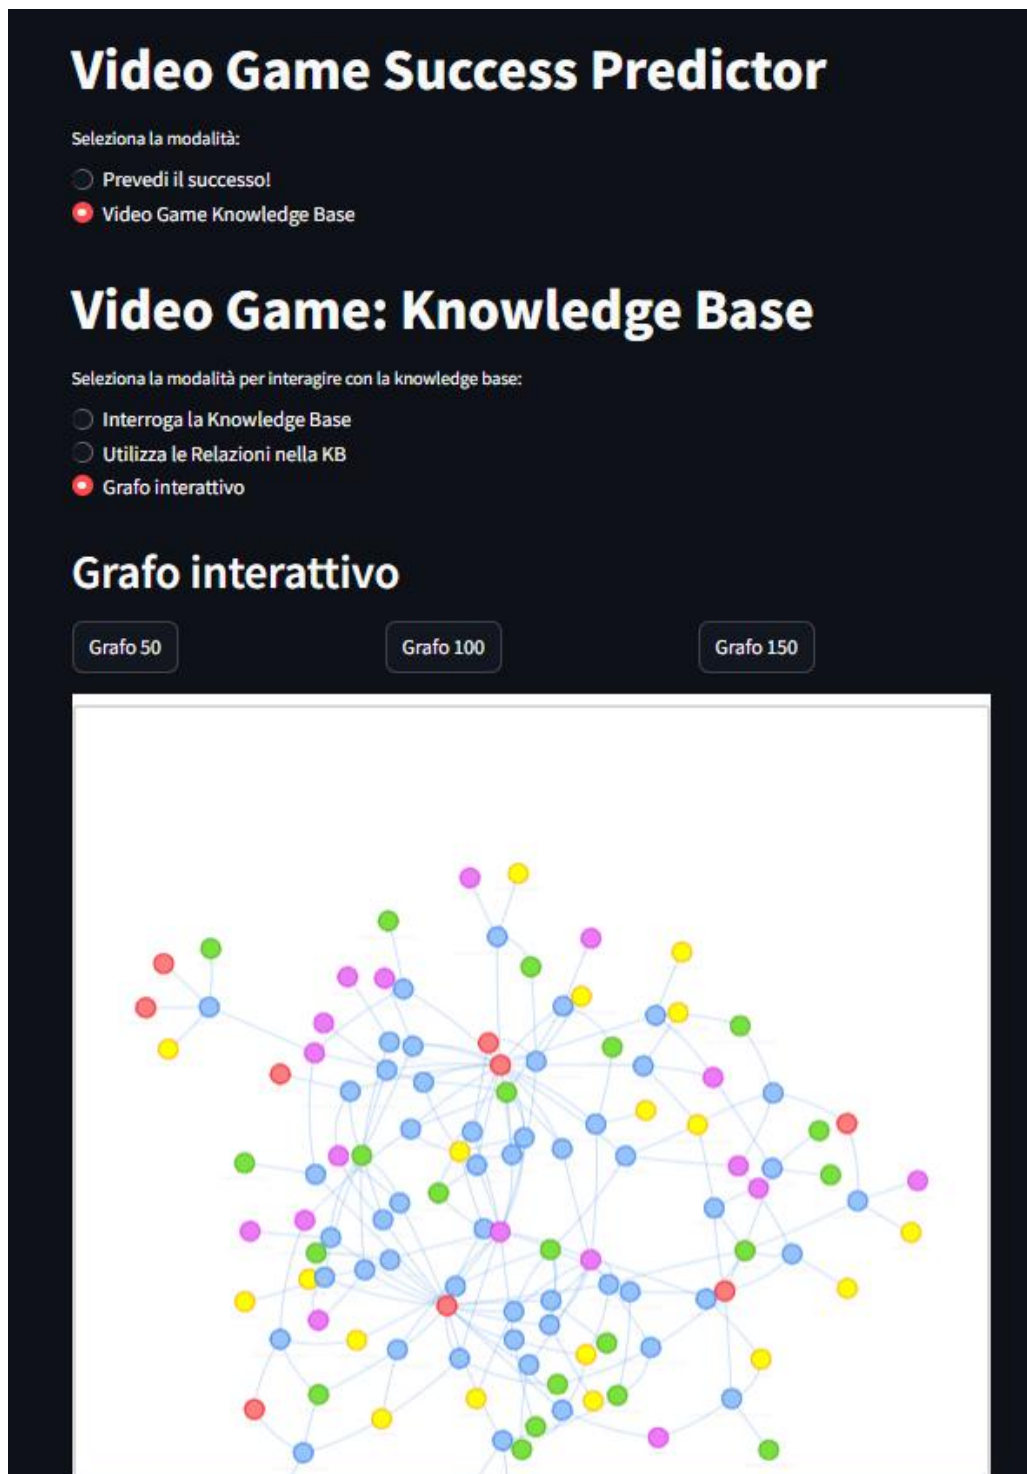 Video Game Success Predictor
Seleziona la modalità:
Prevedi il successo!
Video Game Knowledge Base
Video Game: Knowledge Base
Seleziona la modalità per interagire con la knowledge base:
Interroga la Knowledge Base
Utilizza le Relazioni nella KB
Grafo interattivo
Grafo interattivo
Grafo 50
Grafo 100
Grafo 150